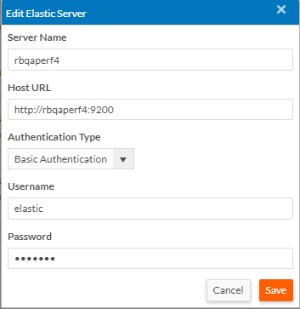 Edit Elastic Server
Server Name
rbqaperf4
Host URL
http://rbqaperf4:9200
Authentication Type
Basic Authentication
Username
elastic
Password
•••••••
Cancel Save